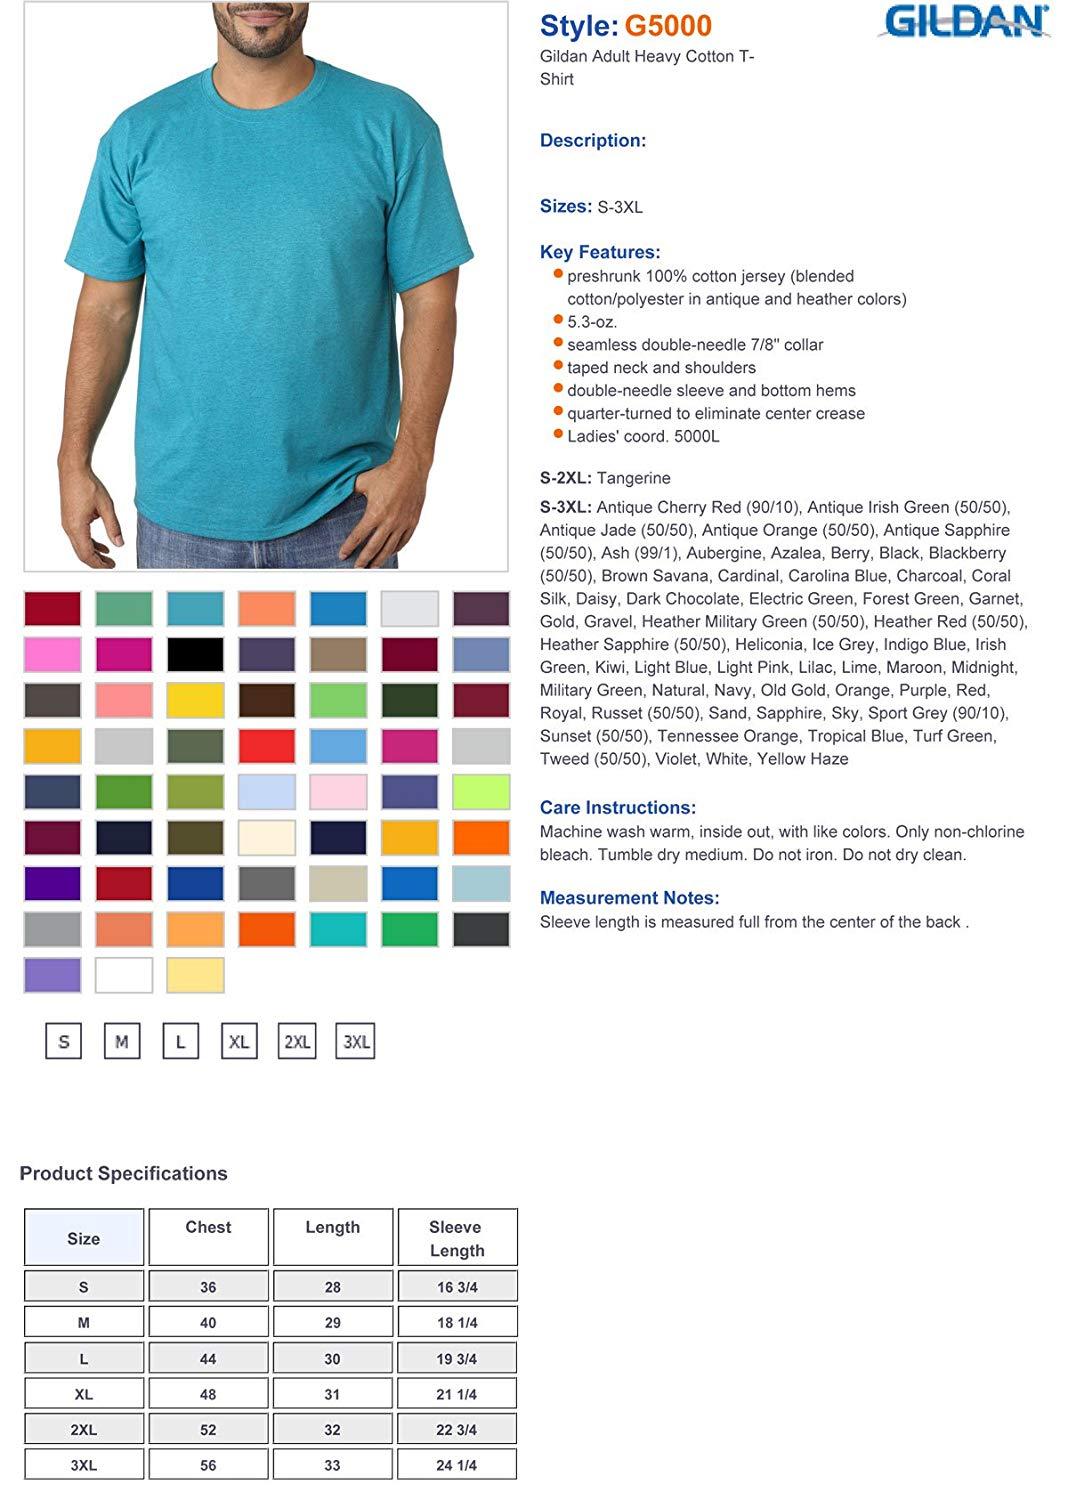 Style: G5000
GILDAN®
Gildan Adult Heavy Cotton T-
Shirt
Description:
Sizes: S-3XL
Key Features:
preshrunk 100% cotton jersey (blended
cotton/polyester in antique and heather colors)
5.3-oz.
seamless double-needle 7/8" collar
taped neck and shoulders
double-needle sleeve and bottom hems
quarter-turned to eliminate center crease
Ladies' coord. 5000L
S-2XL: Tangerine
S-3XL: Antique Cherry Red (90/10), Antique Irish Green (50/50),
Antique Jade (50/50), Antique Orange (50/50), Antique Sapphire
(50/50), Ash (99/1), Aubergine, Azalea, Berry, Black, Blackberry
(50/50), Brown Savana, Cardinal, Carolina Blue, Charcoal, Coral
Silk, Daisy, Dark Chocolate, Electric Green, Forest Green, Garnet,
Gold, Gravel, Heather Military Green (50/50), Heather Red (50/50),
Heather Sapphire (50/50), Heliconia, Ice Grey, Indigo Blue, Irish
Green, Kiwi, Light Blue, Light Pink, Lilac, Lime, Maroon, Midnight,
Military Green, Natural, Navy, Old Gold, Orange, Purple, Red,
Royal, Russet (50/50), Sand, Sapphire, Sky, Sport Grey (90/10),
Sunset (50/50), Tennessee Orange, Tropical Blue, Turf Green,
Tweed (50/50), Violet, White, Yellow Haze
Care Instructions:
Machine wash warm, inside out, with like colors. Only non-chlorine
bleach. Tumble dry medium. Do not iron. Do not dry clean.
Measurement Notes:
Sleeve length is measured full from the center of the back .
S M L XL 2XL 3XL
Product Specifications
Size Chest Length Sleeve
Length
S 36 28 16 3/4
M 40 29 18 1/4
L 44 30 19 3/4
XL 48 31 21 1/4
2XL 52 32 22 3/4
3XL 56 33 24 1/4